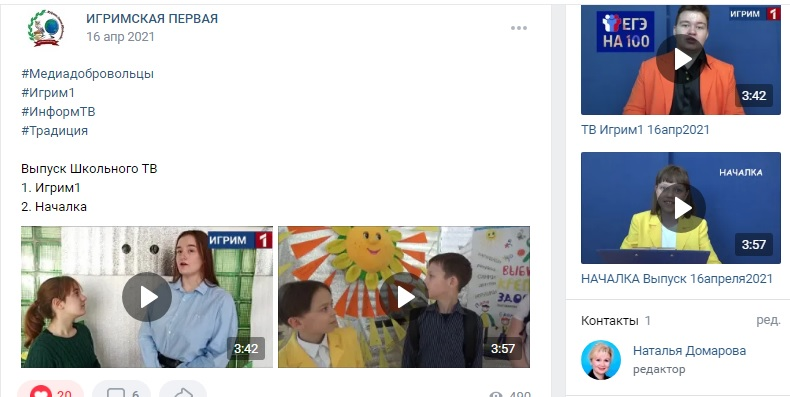 ИГРИМСКАЯ ПЕРВАЯ
16 апр 2021
#Медиадобровольцы
#Игрим1
#ИнформТВ
#Традиция
Выпуск Школьного ТВ
1. Игрим1
2. Началка
ИГРИМ 1
3:42
3:57
20
6
490
ЕГЭ
НА 100
ИГРИМ 1
3:42
ТВ Игрим1 16апр2021
НАЧАЛКА
3:57
НАЧАЛКА Выпуск 16апреля2021
Контакты 1
ред.
Наталья Домарова
редактор